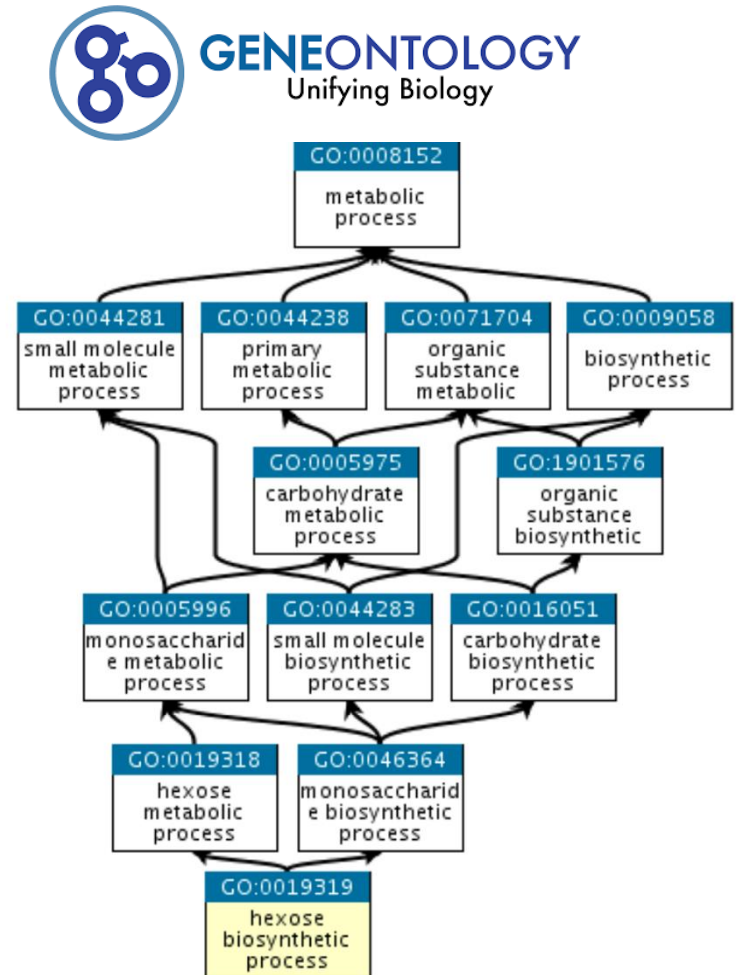 GENEONTOLOGY
Unifying Biology
GO:0008152
metabolic
process
GO:0044281
small molecule
metabolic
process
GO:0044238
primary
metabolic
process
GO:0071704
organic
substance
metabolic
GO:0009058
biosynthetic
process
GO:0005975
carbohydrate
metabolic
process
GO:1901576
organic
substance
biosynthetic
GO:0005996
monosaccharid
e metabolic
process
GO:0044283
small molecule
biosynthetic
process
GO:0016051
carbohydrate
biosynthetic
process
GO:0019318
hexose
metabolic
process
GO:0046364
monosaccharid
e biosynthetic
process
GO:0019319
hexose
biosynthetic
process